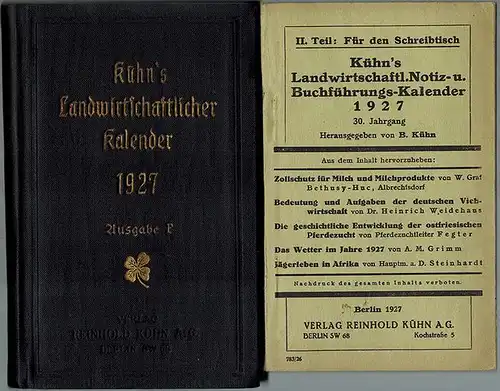 Kühn's
Landwirtschaftlicher
Kalender
1927
Ausgabe F
VERLAG
REINHOLD KÜHN A.G.
BERLIN SW 68
II. Teil: Für den Schreibtisch
Kühn's
Landwirtschaftl. Notiz- u.
Buchführungs-Kalender
1927
30. Jahrgang
Herausgegeben von B. Kühn
Aus dem Inhalt hervorzuheben:
Zollschutz für Milch und Milchprodukte von W. Graf
Bethusy-Huc, Albrechtsdorf
Bedeutung und Aufgaben der deutschen Vieh-
wirtschaft von Dr. Heinrich Weidehaus
Die geschichtliche Entwicklung der ostfriesischen
Pferdezucht von Pferdezuchtleiter Fegter
Das Wetter im Jahre 1927 von A. M. Grimm
Jägerleben in Afrika von Hauptm. a. D. Steinhardt
Nachdruck des gesamten Inhalts verboten.
Berlin 1927
VERLAG REINHOLD KÜHN A.G.
BERLIN SW 68 Kochstraße 5
783/26